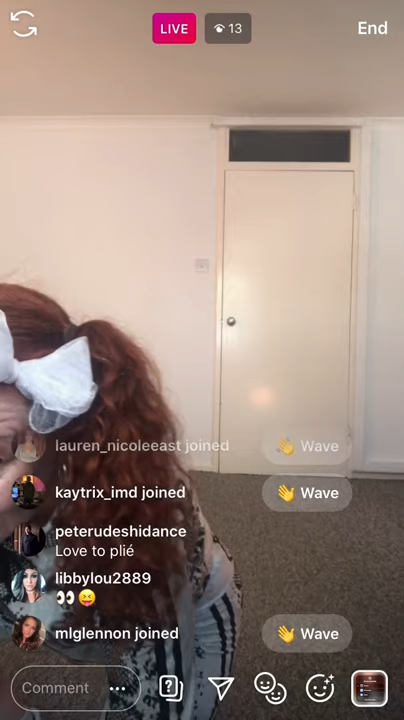 LIVE
13
End
lauren_nicoleeast joined
Wave
kaytrix_imd joined
Wave
peterudeshidance
Love to plié
libbylou2889
👀😝
mlglennon joined
Wave
Comment